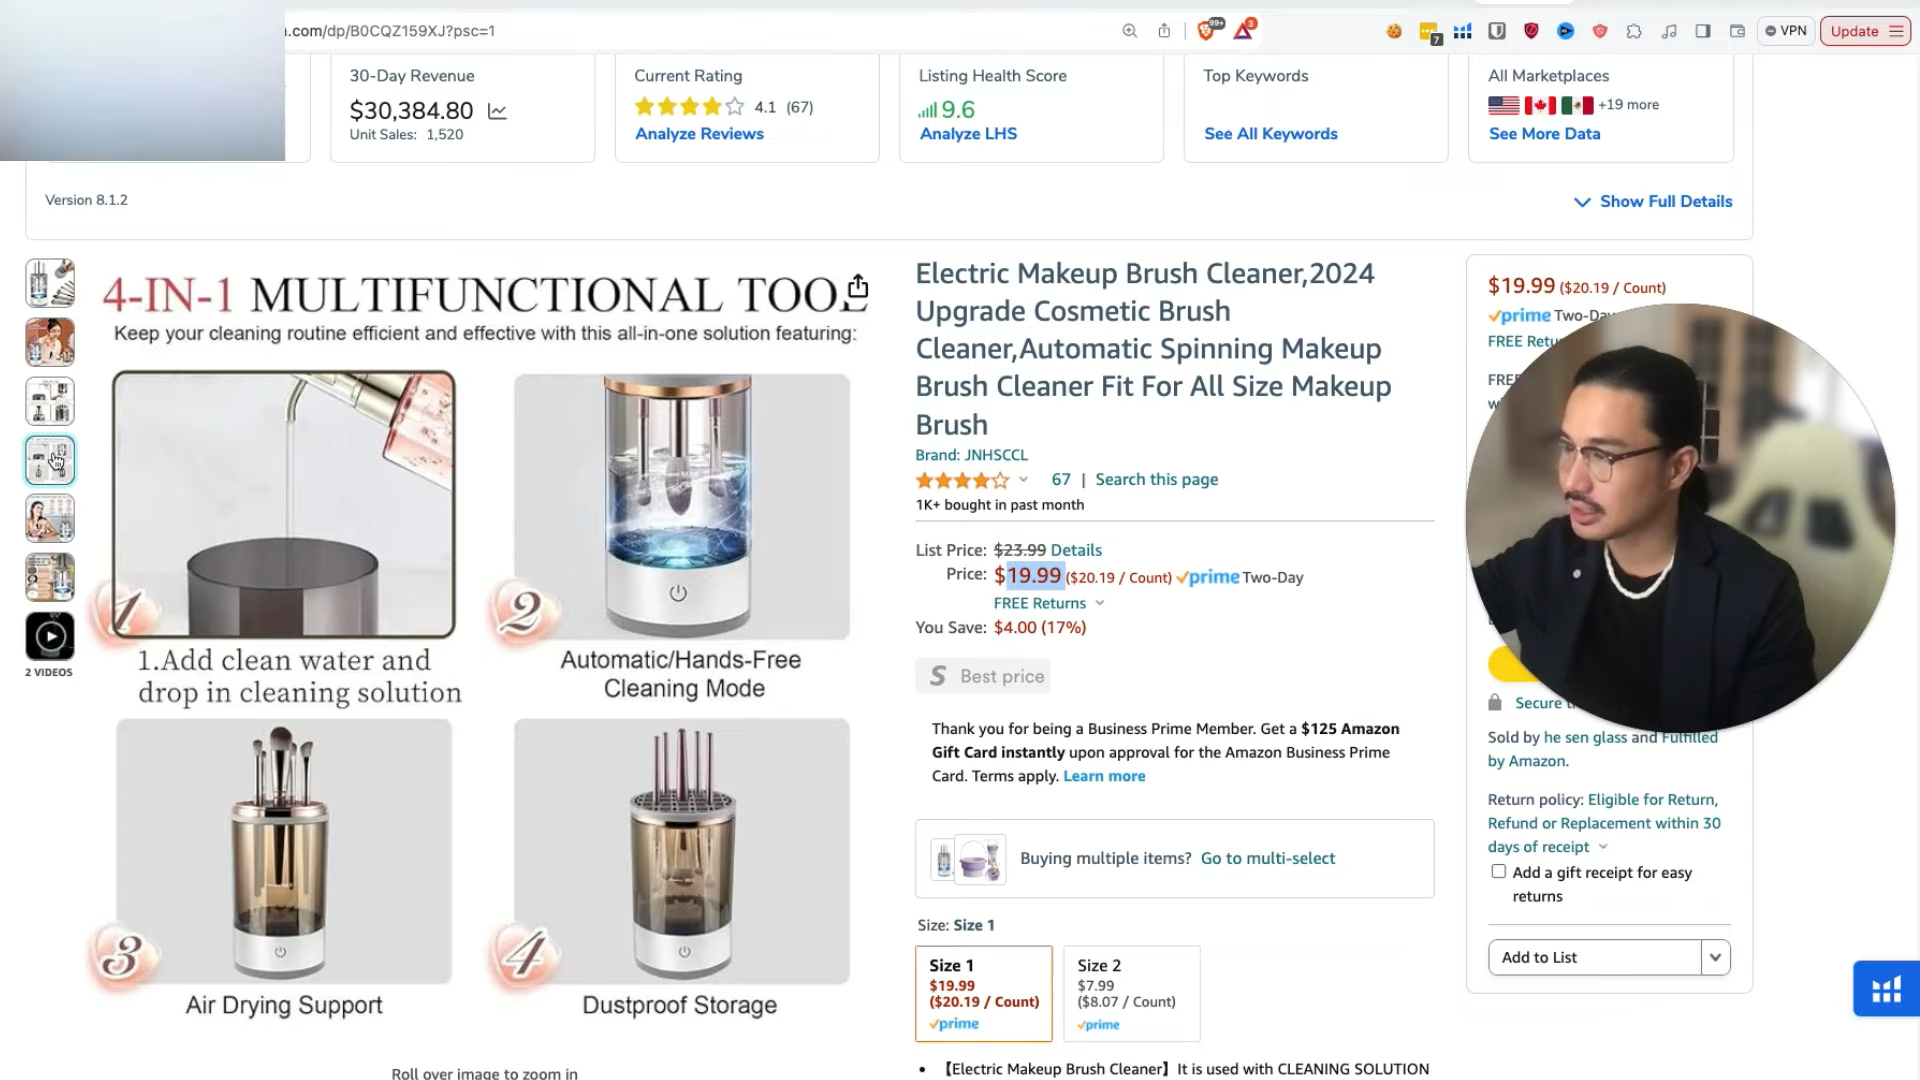 n.com/dp/B0CQZ159XJ?psc=1
99+
3
7
VPN
Update
30-Day Revenue
$30,384.80
Unit Sales: 1,520
Current Rating
4.1 (67)
Analyze Reviews
Listing Health Score
9.6
Analyze LHS
Top Keywords
See All Keywords
All Marketplaces
+19 more
See More Data
Version 8.1.2
Show Full Details
4-IN-1 MULTIFUNCTIONAL TOOL
Keep your cleaning routine efficient and effective with this all-in-one solution featuring:
1
1.Add clean water and
drop in cleaning solution
2
Automatic/Hands-Free
Cleaning Mode
3
Air Drying Support
4
Dustproof Storage
2 VIDEOS
Roll over image to zoom in
Electric Makeup Brush Cleaner,2024
Upgrade Cosmetic Brush
Cleaner,Automatic Spinning Makeup
Brush Cleaner Fit For All Size Makeup
Brush
Brand: JNHSCCL
67 | Search this page
1K+ bought in past month
List Price: $23.99 Details
Price: $19.99 ($20.19 / Count) prime Two-Day
FREE Returns
You Save: $4.00 (17%)
S Best price
Thank you for being a Business Prime Member. Get a $125 Amazon
Gift Card instantly upon approval for the Amazon Business Prime
Card. Terms apply. Learn more
Buying multiple items? Go to multi-select
Size: Size 1
Size 1
$19.99
($20.19 / Count)
prime
Size 2
$7.99
($8.07 / Count)
prime
• 【Electric Makeup Brush Cleaner】It is used with CLEANING SOLUTION
$19.99 ($20.19 / Count)
prime Two-Da
FREE Retu
FREE
Secure
Sold by he sen glass and Fulfilled
by Amazon.
Return policy: Eligible for Return,
Refund or Replacement within 30
days of receipt
Add a gift receipt for easy
returns
Add to List